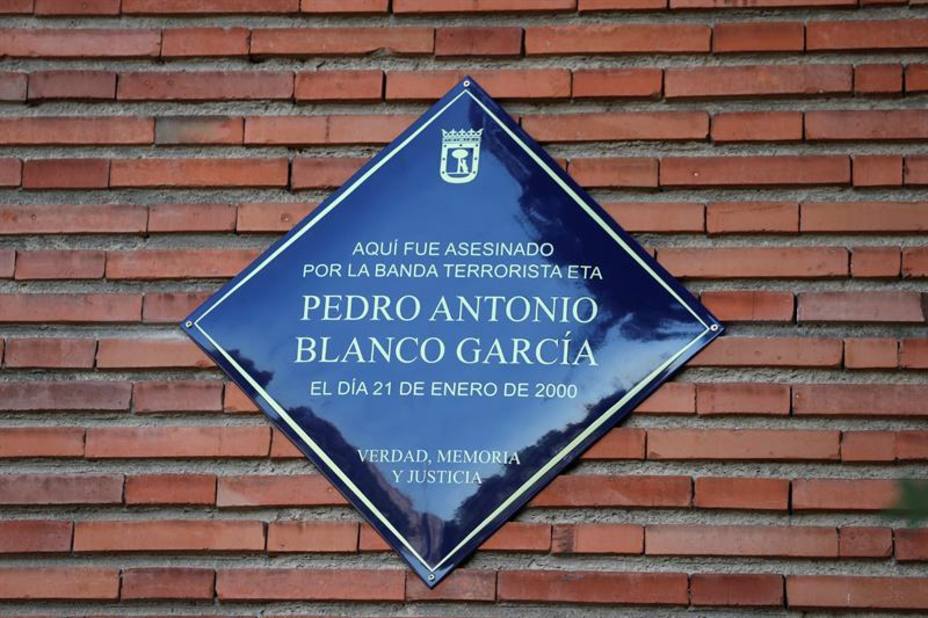 AQUÍ FUE ASESINADO
POR LA BANDA TERRORISTA ETA
PEDRO ANTONIO
BLANCO GARCÍA
EL DÍA 21 DE ENERO DE 2000
VERDAD, MEMORIA
Y JUSTICIA